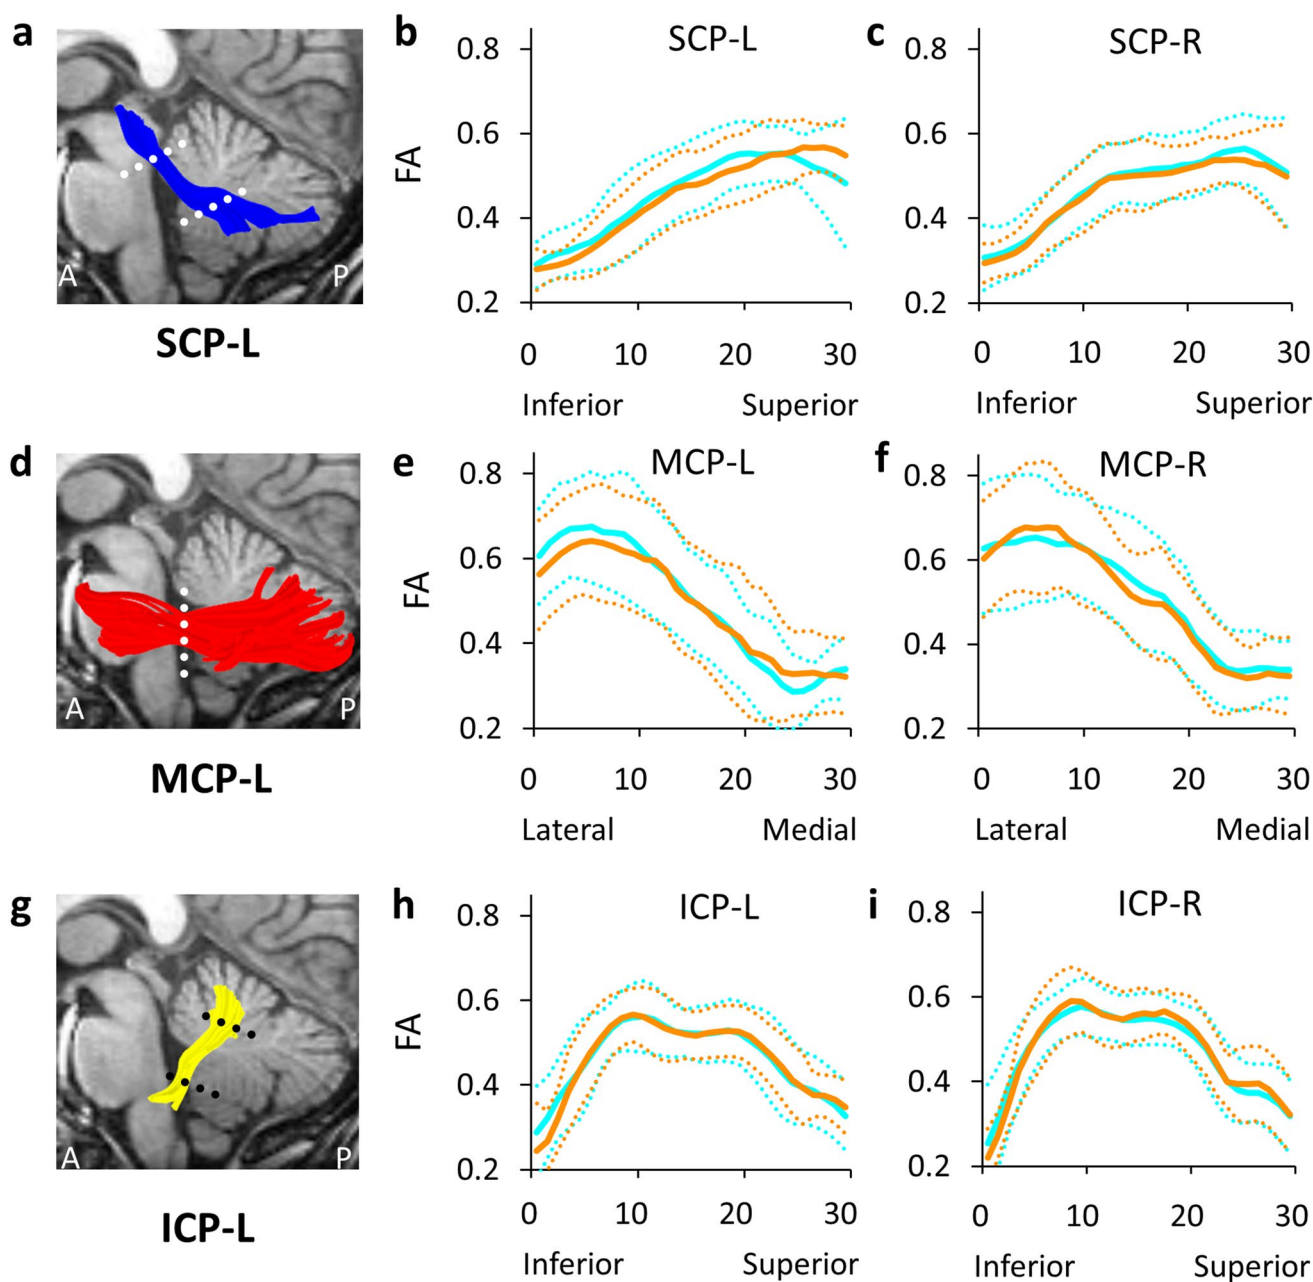 a
A P
SCP-L
b
SCP-L
FA
0.8
0.6
0.4
0.2
0 10 20 30
Inferior Superior
c
SCP-R
0.8
0.6
0.4
0.2
0 10 20 30
Inferior Superior
d
A P
MCP-L
e
MCP-L
FA
0.8
0.6
0.4
0.2
0 10 20 30
Lateral Medial
f
MCP-R
0.8
0.6
0.4
0.2
0 10 20 30
Lateral Medial
g
A P
ICP-L
h
ICP-L
FA
0.8
0.6
0.4
0.2
0 10 20 30
Inferior Superior
i
ICP-R
0.8
0.6
0.4
0.2
0 10 20 30
Inferior Superior